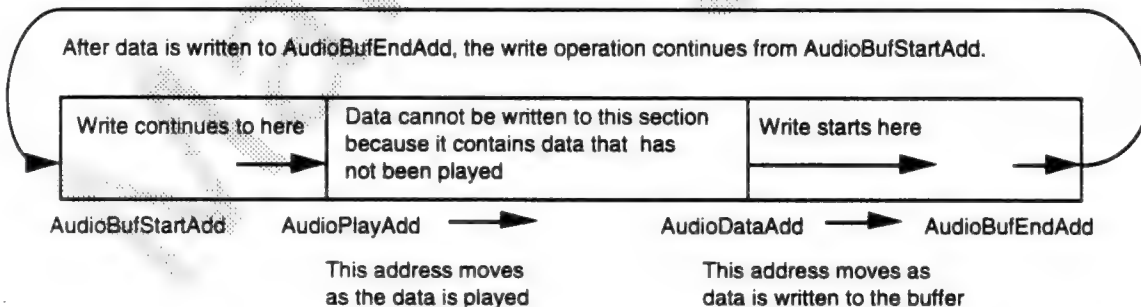 After data is written to AudioBufEndAdd, the write operation continues from AudioBufStartAdd.
Write continues to here
Data cannot be written to this section
because it contains data that has
not been played
Write starts here
AudioBufStartAdd
AudioPlayAdd
AudioDataAdd
AudioBufEndAdd
This address moves
as the data is played
This address moves as
data is written to the buffer